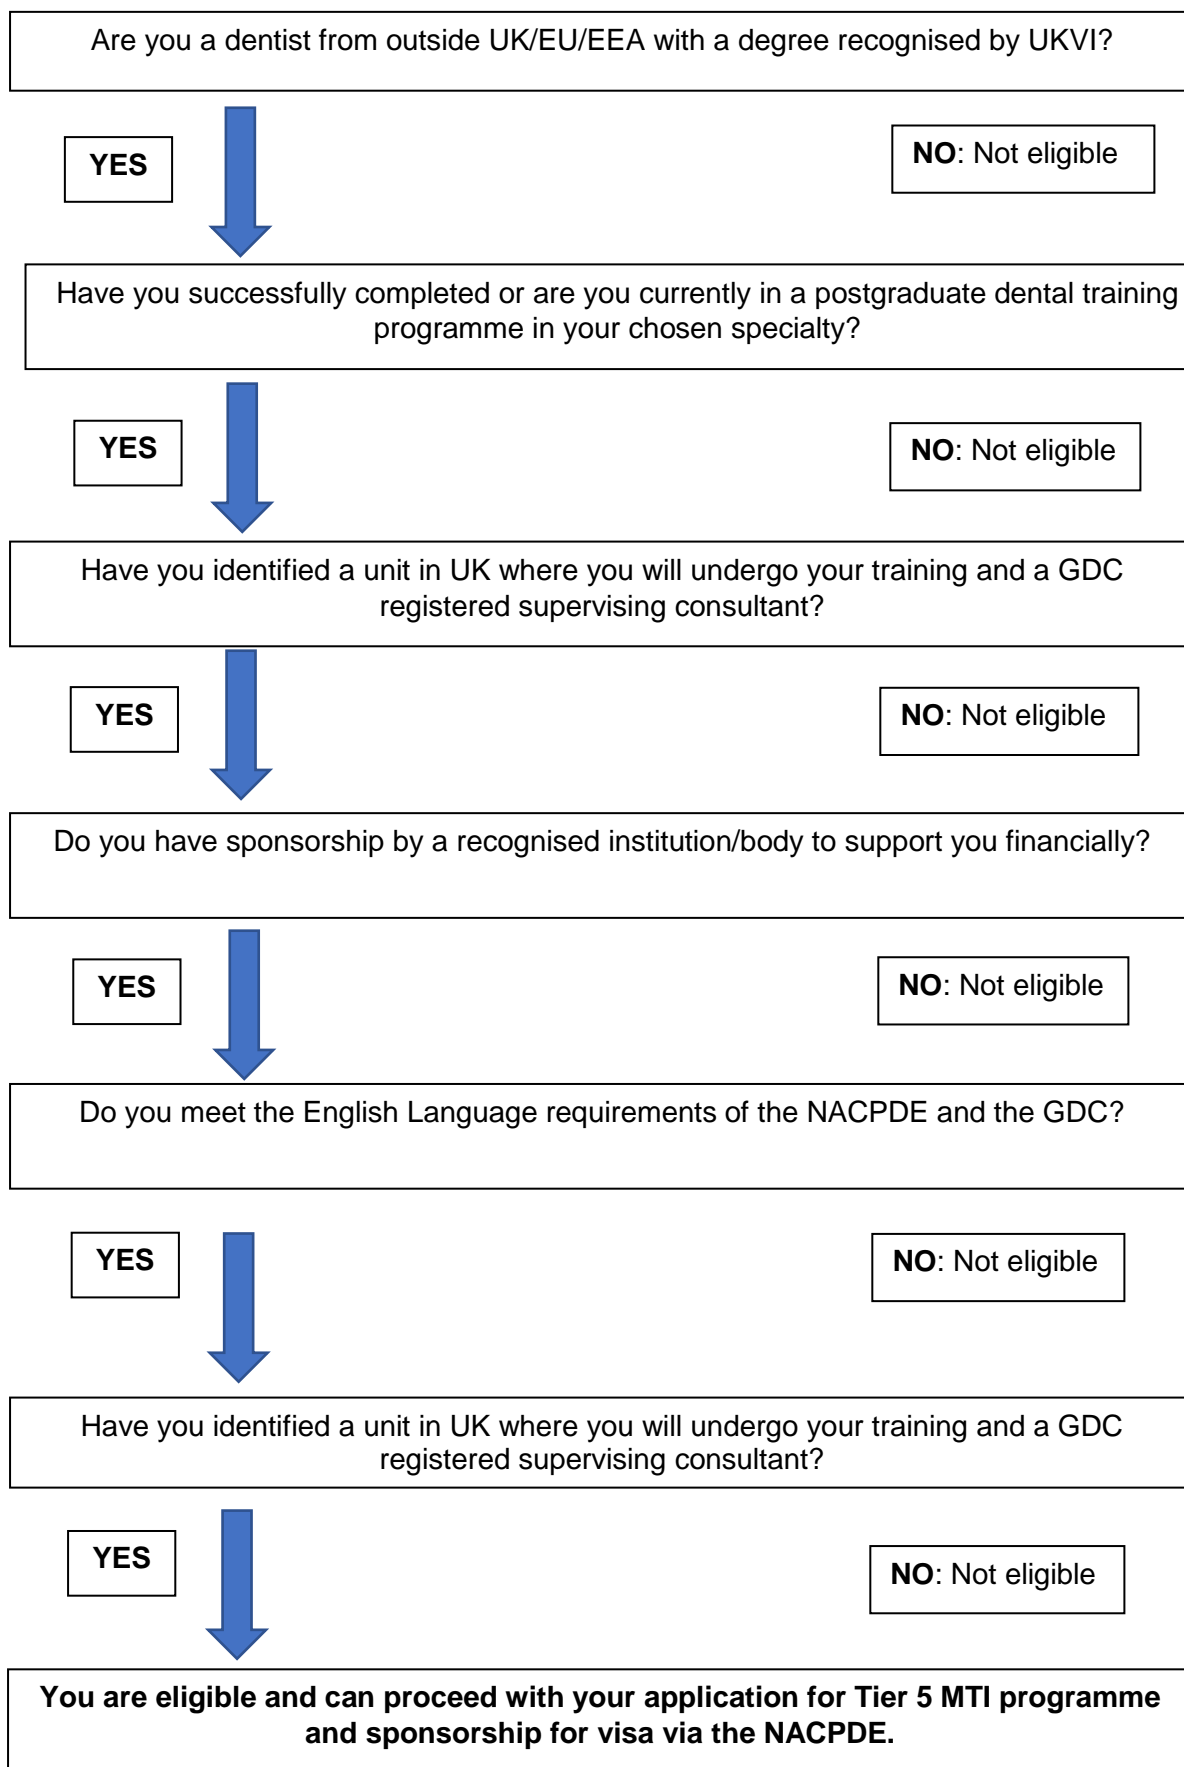 Are you a dentist from outside UK/EU/EEA with a degree recognised by UKVI?
YES
NO: Not eligible
Have you successfully completed or are you currently in a postgraduate dental training
programme in your chosen specialty?
YES
NO: Not eligible
Have you identified a unit in UK where you will undergo your training and a GDC
registered supervising consultant?
YES
NO: Not eligible
Do you have sponsorship by a recognised institution/body to support you financially?
YES
NO: Not eligible
Do you meet the English Language requirements of the NACPDE and the GDC?
YES
NO: Not eligible
Have you identified a unit in UK where you will undergo your training and a GDC
registered supervising consultant?
YES
NO: Not eligible
You are eligible and can proceed with your application for Tier 5 MTI programme
and sponsorship for visa via the NACPDE.